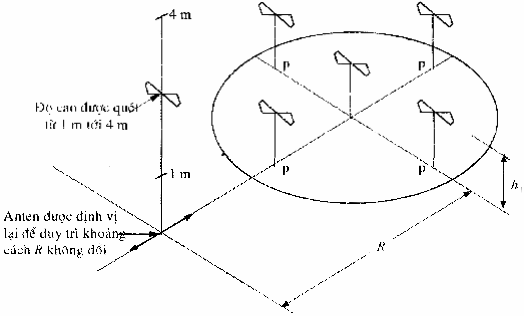 4 m
Độ cao được quét
từ 1 m tới 4 m
1 m
p
p
p
p
h
Anten được định vị
lại để duy trì khoảng
cách R không đổi
R